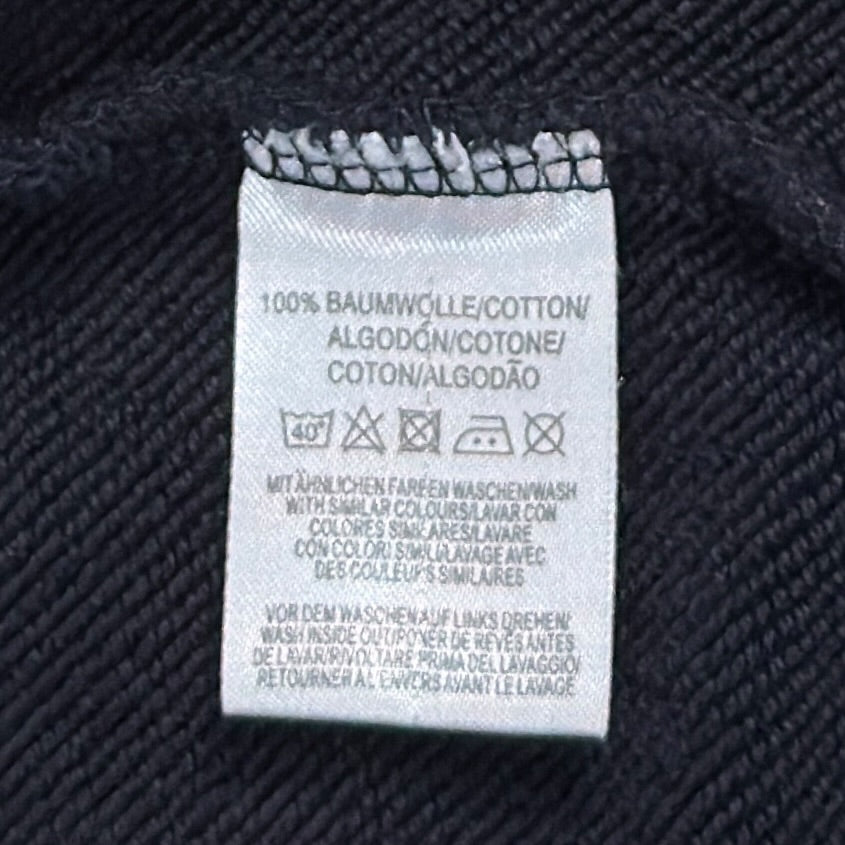 100% BAUMWOLLE/COTTON/
ALGODÓN/COTONE/
COTON/ALGODÃO
40°
MIT ÄHNLICHEN FARBEN WASCHEN/WASH
WITH SIMILAR COLOURS/LAVAR CON
COLORES SIMILARES/LAVARE
CON COLORI SIMILI/LAVAGE AVEC
DES COULEURS SIMILAIRES
VOR DEM WASCHEN AUF LINKS DREHEN/
WASH INSIDE OUT/PONER DE REVÉS ANTES
DE LAVAR/RIVOLTARE PRIMA DEL LAVAGGIO/
RETOURNER AL ENVERS AVANT LE LAVAGE